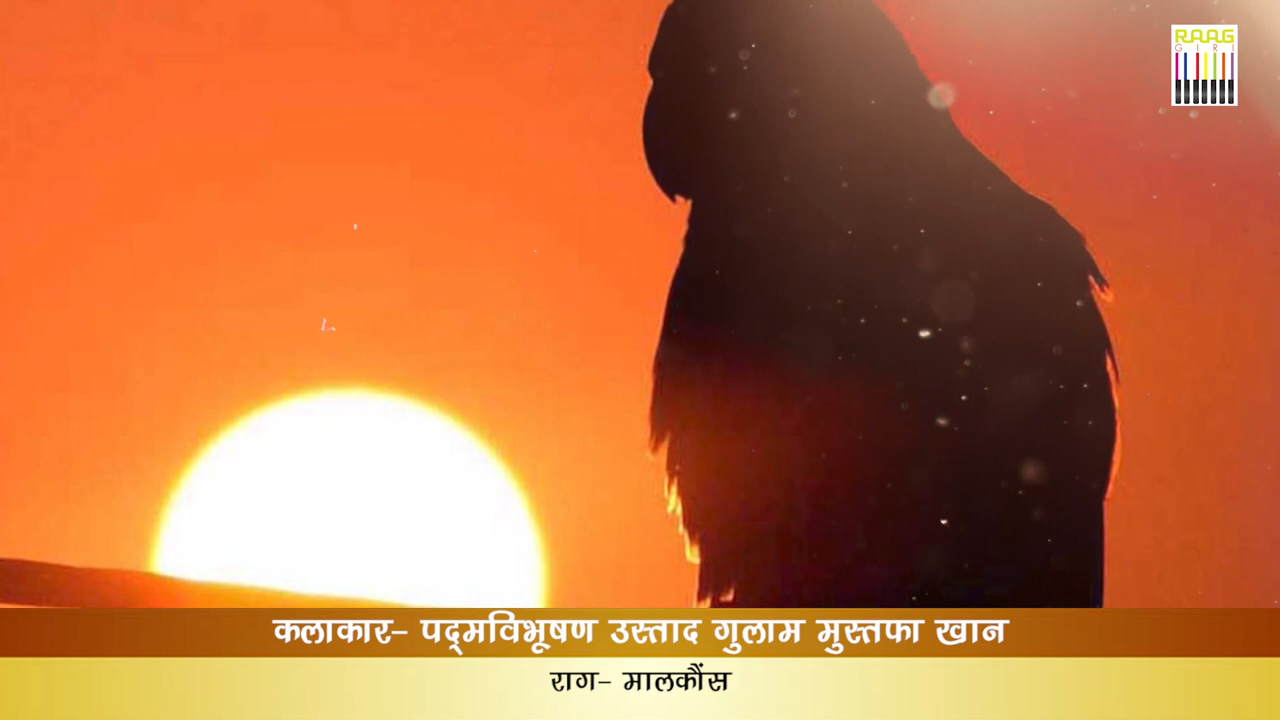 RAAG
GIRI
कलाकार- पद्मविभूषण उस्ताद गुलाम मुस्तफा खान
राग- मालकौंस